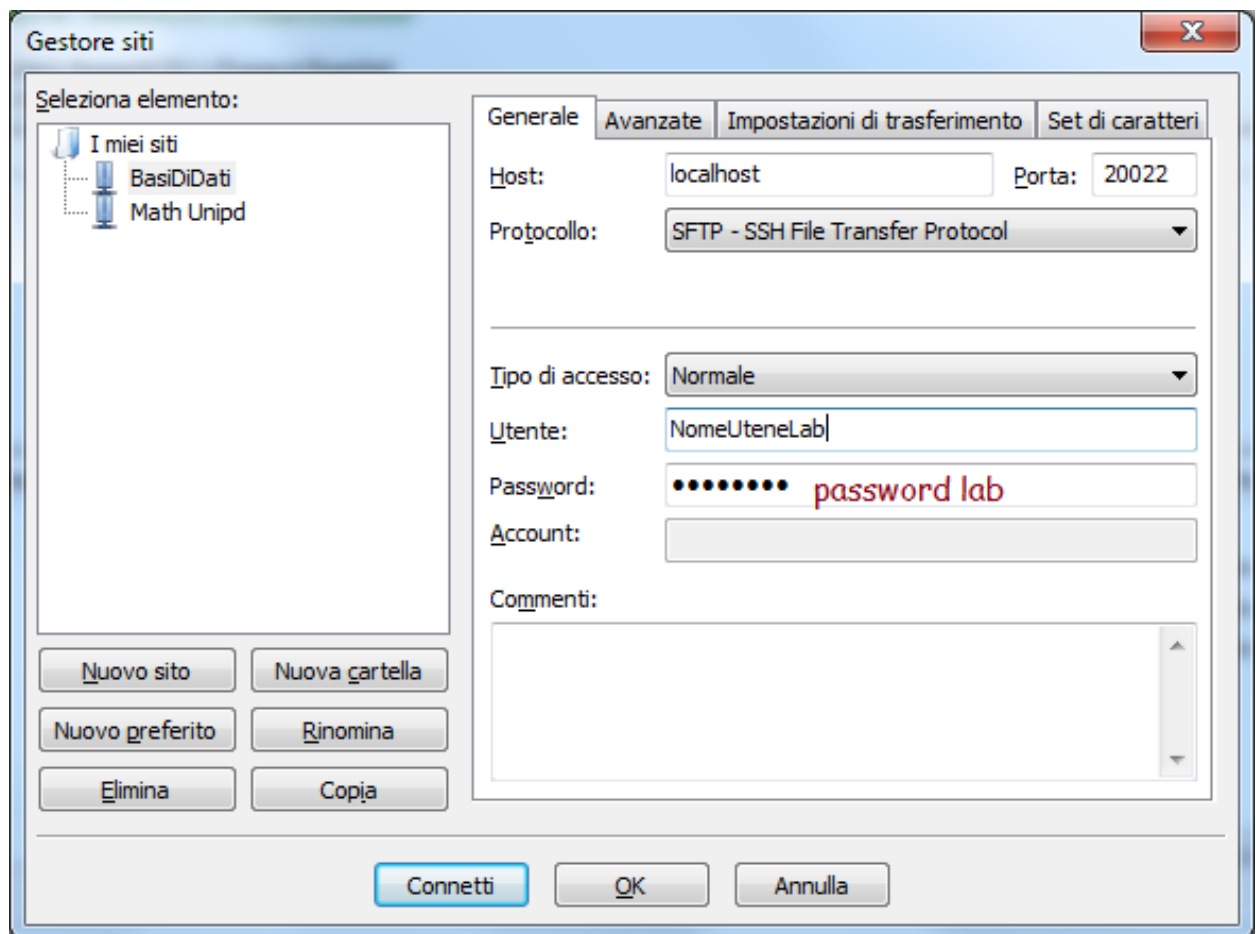 Gestore siti
Seleziona elemento:
I miei siti
BasiDiDati
Math Unipd
Nuovo sito
Nuova cartella
Nuovo preferito
Rinomina
Elimina
Copia
Generale Avanzate Impostazioni di trasferimento Set di caratteri
Host: localhost Porta: 20022
Protocollo: SFTP - SSH File Transfer Protocol
Tipo di accesso: Normale
Utente: NomeUteneLab
Password: •••••••• password lab
Account:
Commenti:
Connetti OK Annulla